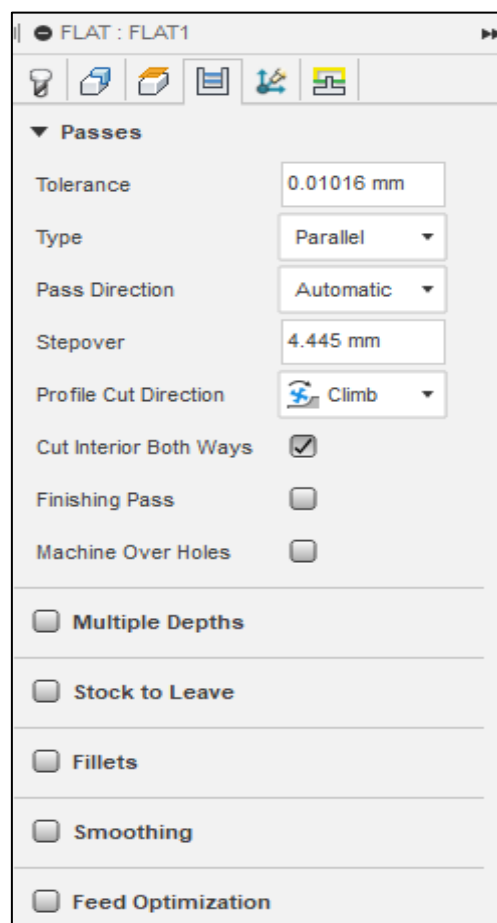 FLAT : FLAT1
Passes
Tolerance 0.01016 mm
Type Parallel
Pass Direction Automatic
Stepover 4.445 mm
Profile Cut Direction Climb
Cut Interior Both Ways
Finishing Pass
Machine Over Holes
Multiple Depths
Stock to Leave
Fillets
Smoothing
Feed Optimization